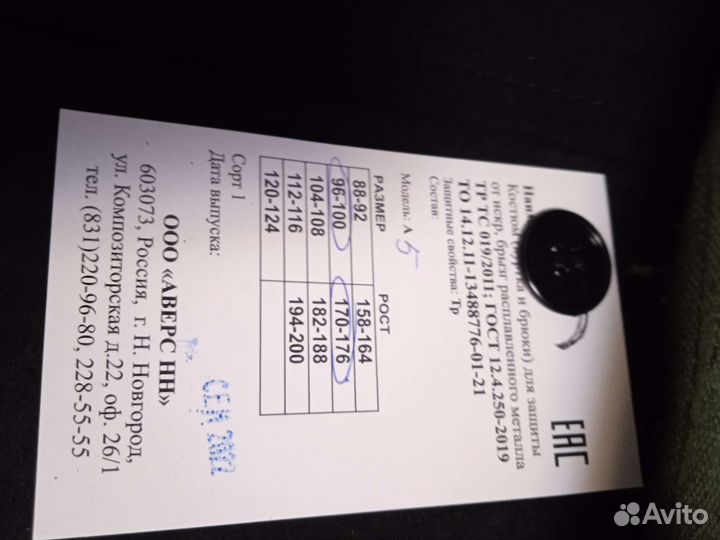 ЕАС
Костюм (куртка и брюки) для защиты
от искр, брызг расплавленного металла
ТР ТС 019/2011; ГОСТ 12.4.250-2019
ТО 14.12.11-13488776-01-21
Защитные свойства: Тр
Состав:
Модель: А 5
РАЗМЕР РОСТ
88-92 158-164
96-100 170-176
104-108 182-188
112-116 194-200
120-124
Сорт 1
Дата выпуска: СЕН 2022
ООО «АВЕРС НН»
603073, Россия, г. Н. Новгород,
ул. Композиторская д.22, оф. 26/1
тел. (831)220-96-80, 228-55-55
Avito